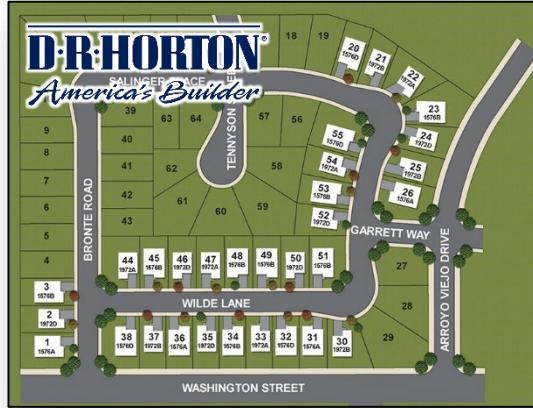 D·R·HORTON®
America's Builder
SALINGER PLACE
TENNYSON STREET
18
19
20
1576D
21
1972B
22
1972A
23
1576B
24
1972D
25
1972B
26
1576A
9
8
7
6
5
4
3
1576B
2
1972D
1
1576A
BRONTE ROAD
39
40
41
42
43
63
64
62
61
60
59
58
57
56
55
1576D
54
1972A
53
1576B
52
1972D
GARRETT WAY
ARROYO VIEJO DRIVE
44
1972A
45
1576B
46
1972D
47
1972A
48
1576B
49
1576B
50
1972D
51
1576B
WILDE LANE
27
28
29
38
1576D
37
1972B
36
1576A
35
1972D
34
1576B
33
1972A
32
1576D
31
1576A
30
1972B
WASHINGTON STREET